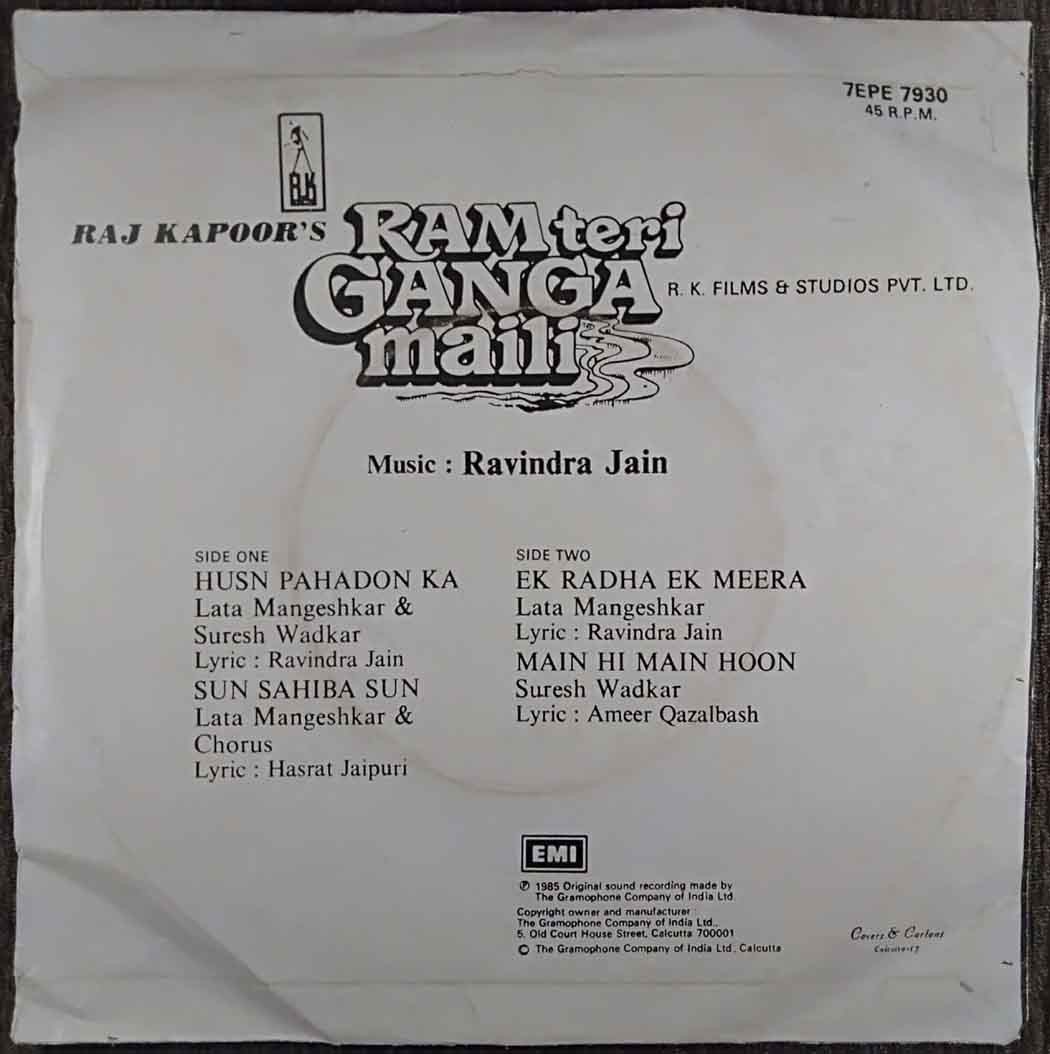 7EPE 7930
45 R.P.M.
R.K
RAJ KAPOOR'S
RAM teri
GANGA
maili
R. K. FILMS & STUDIOS PVT. LTD.
Music : Ravindra Jain
SIDE ONE
HUSN PAHADON KA
Lata Mangeshkar &
Suresh Wadkar
Lyric : Ravindra Jain
SUN SAHIBA SUN
Lata Mangeshkar &
Chorus
Lyric : Hasrat Jaipuri
SIDE TWO
EK RADHA EK MEERA
Lata Mangeshkar
Lyric : Ravindra Jain
MAIN HI MAIN HOON
Suresh Wadkar
Lyric : Ameer Qazalbash
EMI
℗ 1985 Original sound recording made by
The Gramophone Company of India Ltd.
Copyright owner and manufacturer :
The Gramophone Company of India Ltd.,
5, Old Court House Street, Calcutta 700001
© The Gramophone Company of India Ltd., Calcutta
Covers & Cartons